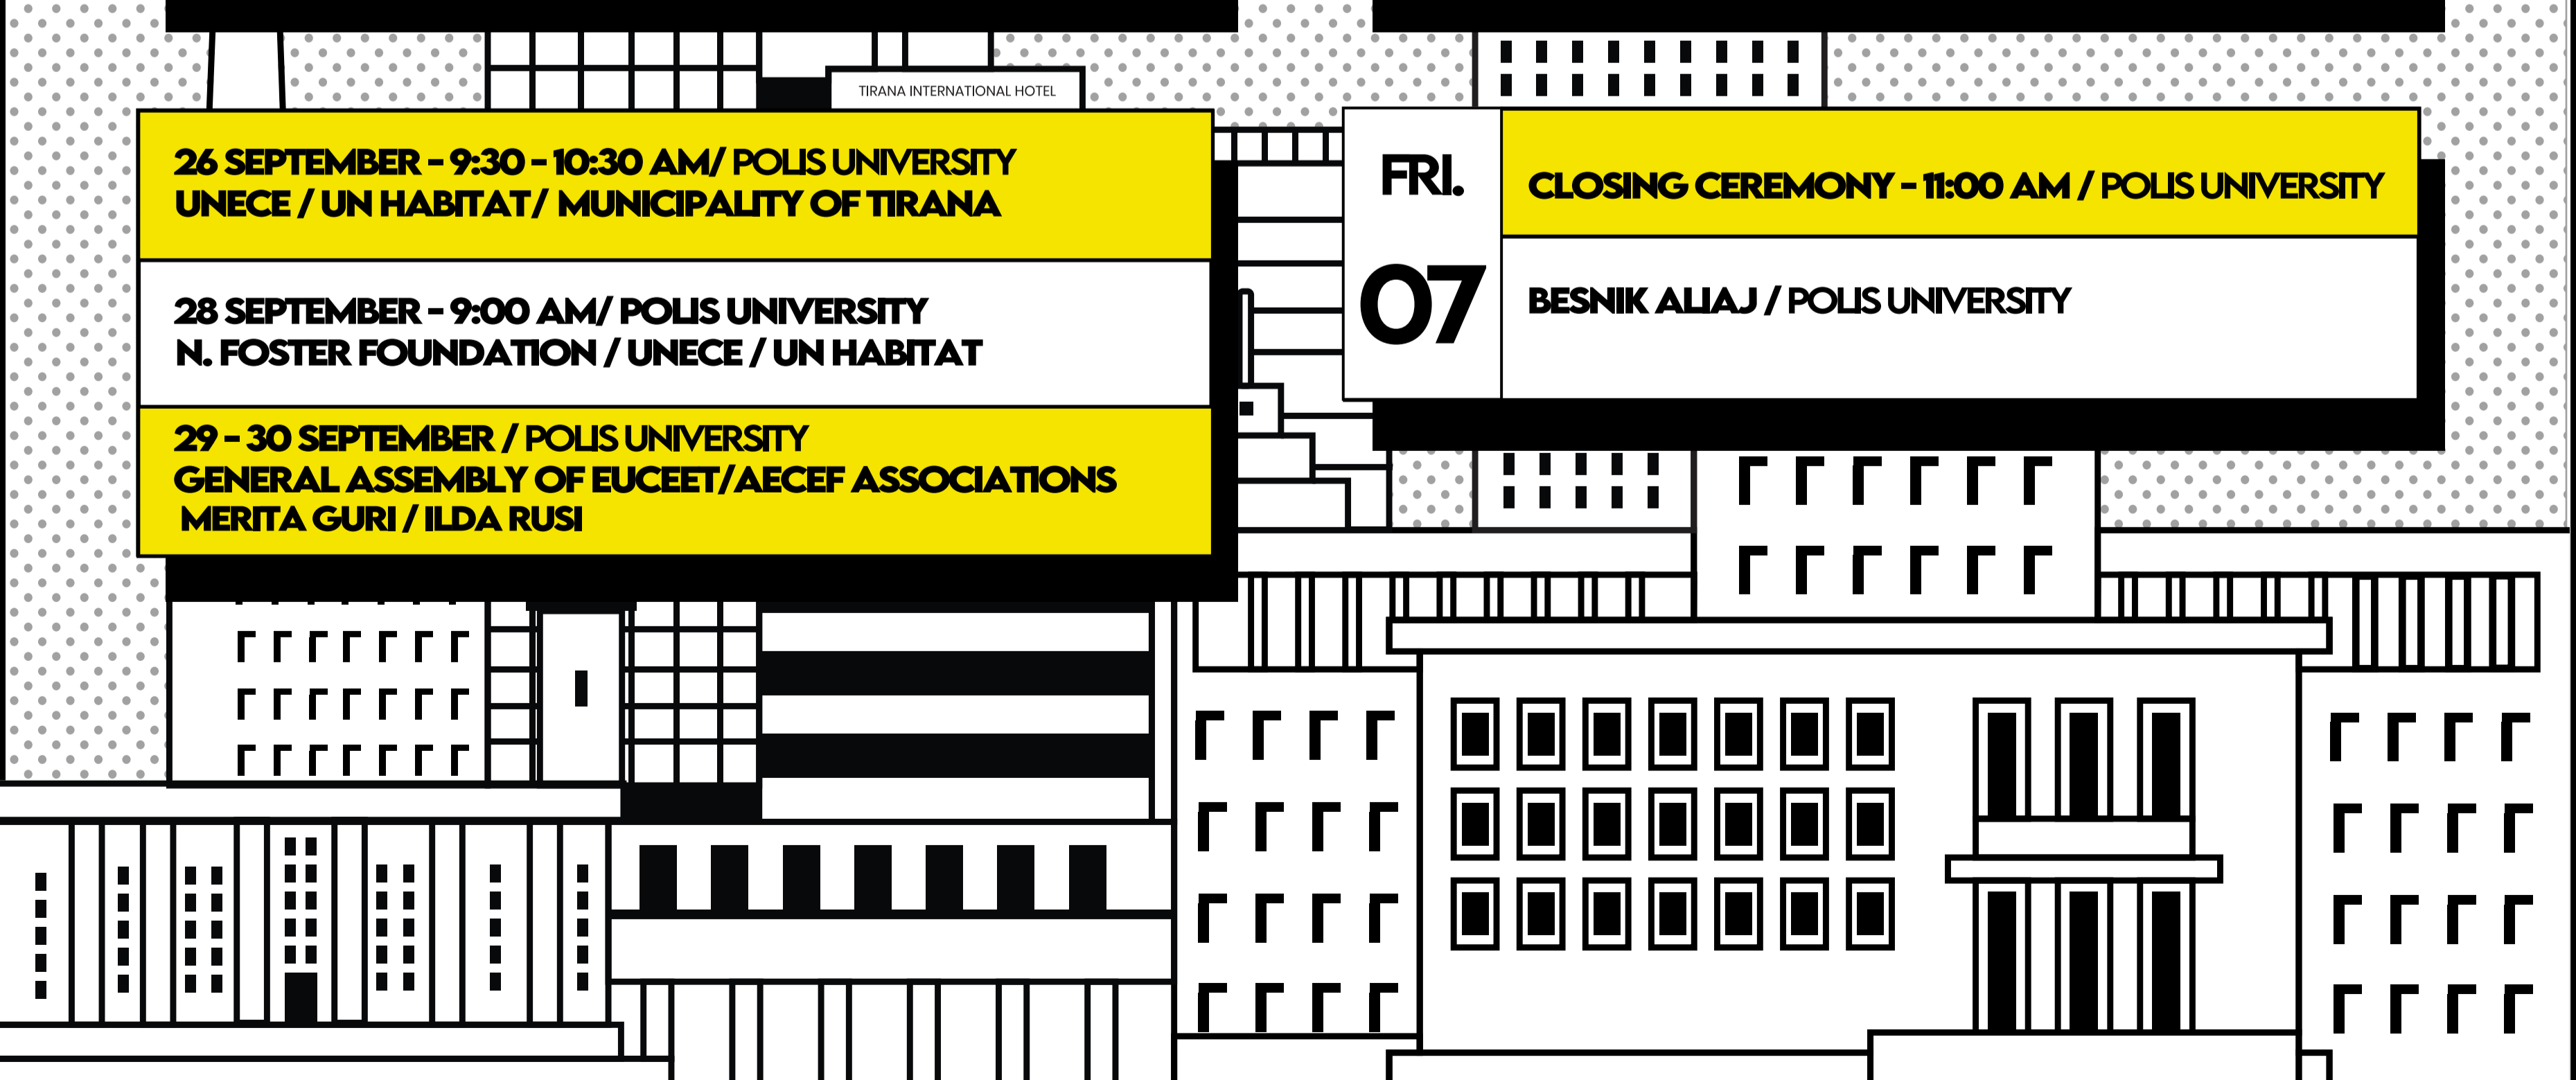 TIRANA INTERNATIONAL HOTEL
26 SEPTEMBER - 9:30 - 10:30 AM/ POLIS UNIVERSITY
UNECE / UN HABITAT/ MUNICIPALITY OF TIRANA
28 SEPTEMBER - 9:00 AM/ POLIS UNIVERSITY
N. FOSTER FOUNDATION / UNECE / UN HABITAT
29 - 30 SEPTEMBER / POLIS UNIVERSITY
GENERAL ASSEMBLY OF EUCEET/AECEF ASSOCIATIONS
MERITA GURI / ILDA RUSI
FRI.
07
CLOSING CEREMONY - 11:00 AM / POLIS UNIVERSITY
BESNIK ALIAJ / POLIS UNIVERSITY